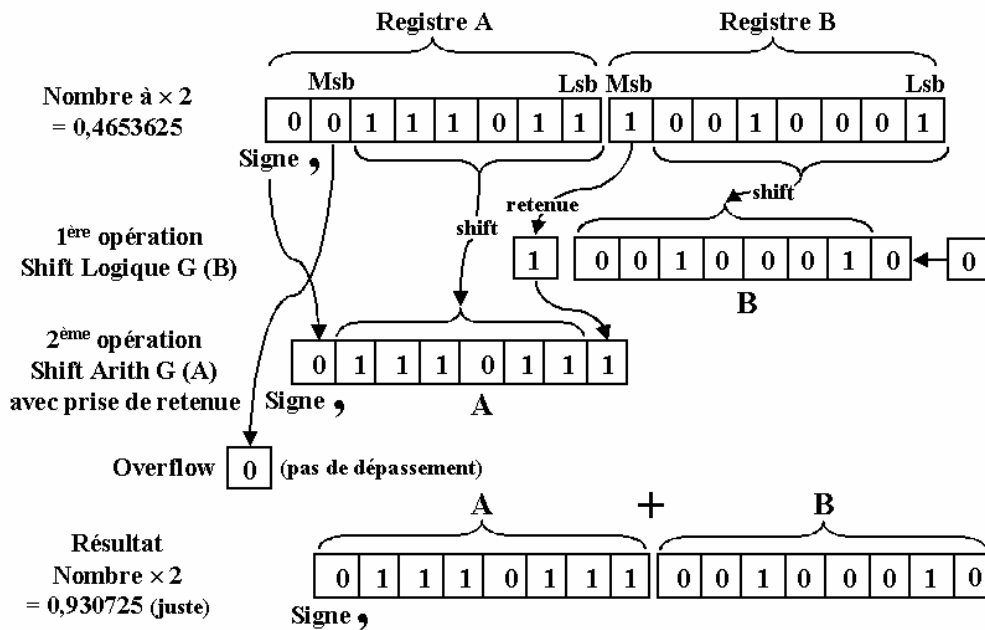 Registre A Registre B
Msb Lsb Msb Lsb
Nombre à × 2
= 0,4653625
0 0 1 1 1 0 1 1 1 0 0 1 0 0 0 1
Signe ,
shift
retenue
shift
1ère opération
Shift Logique G (B)
1 0 0 1 0 0 0 1 0 0
B
2ème opération
Shift Arith G (A)
avec prise de retenue
0 1 1 1 0 1 1 1
Signe , A
Overflow 0 (pas de dépassement)
A + B
Résultat
Nombre × 2
= 0,930725 (juste)
0 1 1 1 0 1 1 1 0 0 1 0 0 0 1 0
Signe ,